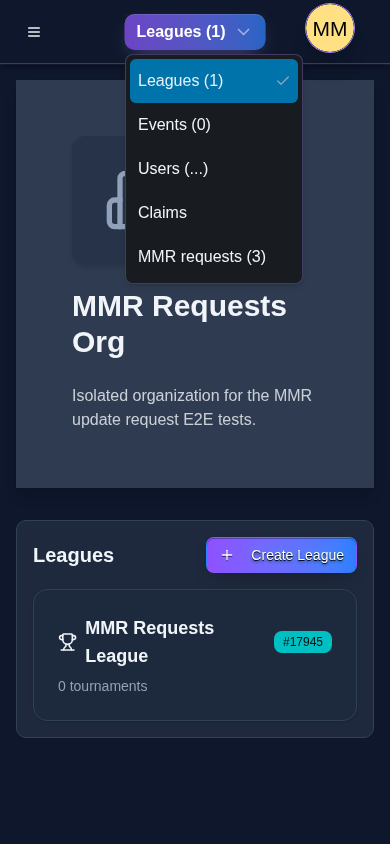 Leagues (1)
MM
Leagues (1)
Events (0)
Users (...)
Claims
MMR requests (3)
MMR Requests
Org
Isolated organization for the MMR
update request E2E tests.
Leagues
Create League
MMR Requests
League
#17945
0 tournaments